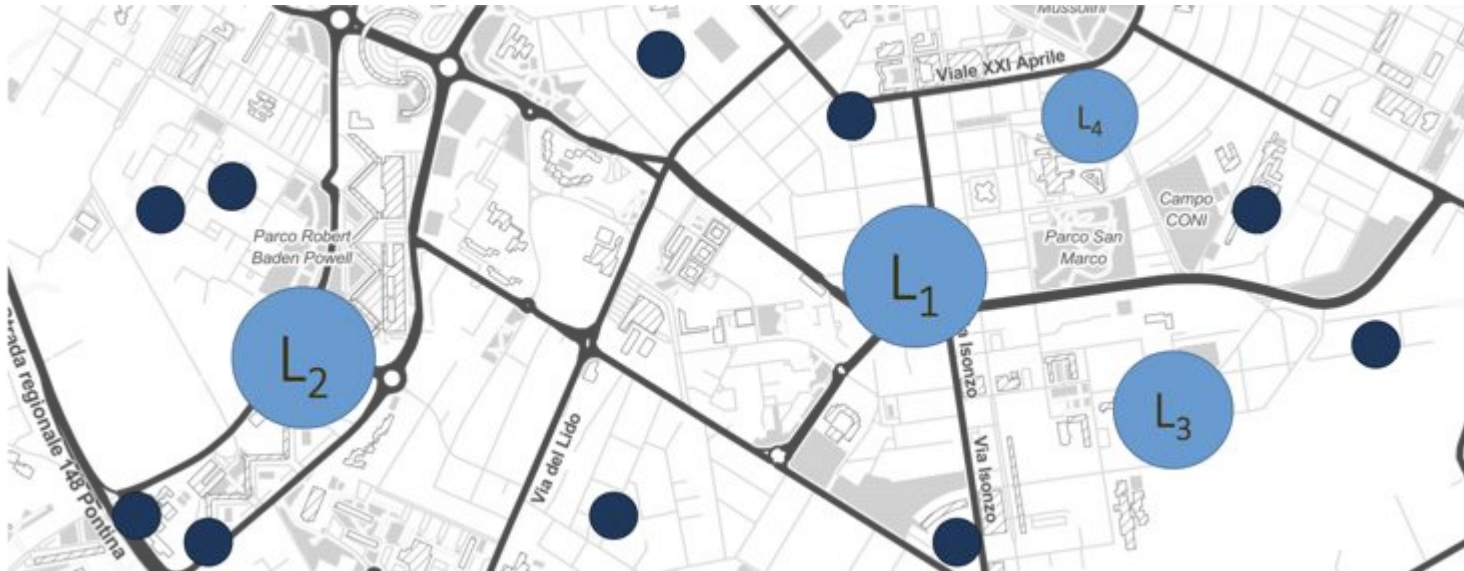 Mussolini
Viale XXI Aprile
L4
Campo
CONI
Parco San
Marco
Parco Robert
Baden Powell
L1
L2
L3
Strada regionale 148 Pontina
Via del Lido
Isonzo
Via Isonzo